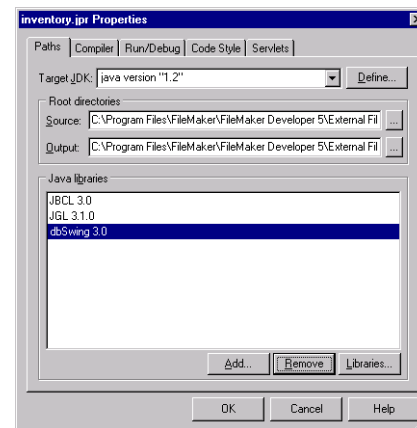 inventory.jpr Properties
Paths Compiler Run/Debug Code Style Servlets
Target JDK: java version "1.2" Define...
Root directories
Source: C:\Program Files\FileMaker\FileMaker Developer 5\External Fil ...
Output: C:\Program Files\FileMaker\FileMaker Developer 5\External Fil ...
Java libraries
JBCL 3.0
JGL 3.1.0
dbSwing 3.0
Add... Remove Libraries...
OK Cancel Help